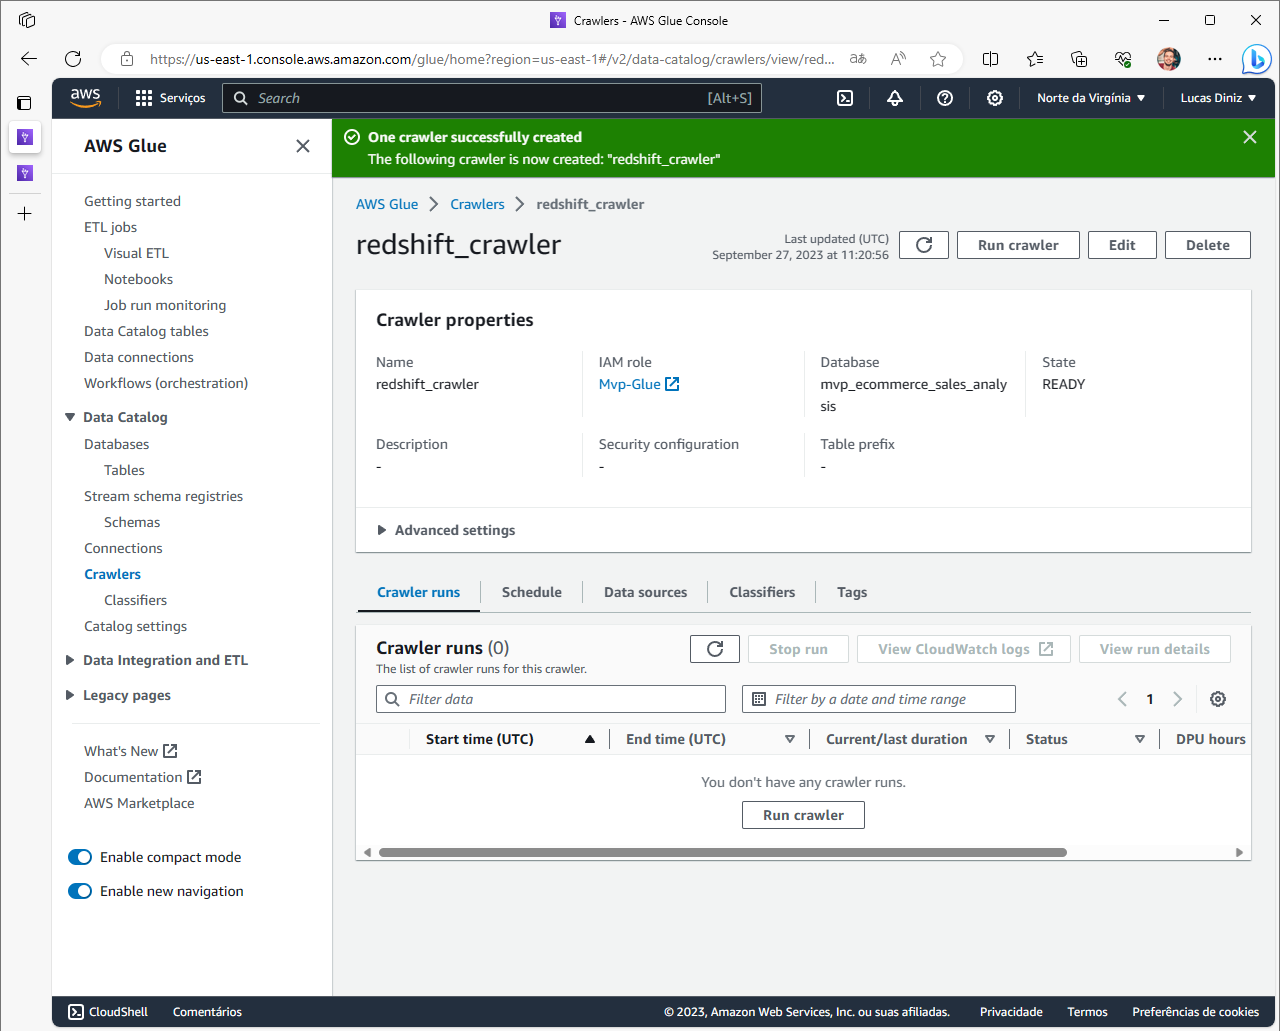 Crawlers - AWS Glue Console
https://us-east-1.console.aws.amazon.com/glue/home?region=us-east-1#/v2/data-catalog/crawlers/view/red...
aws
Serviços
Search
[Alt+S]
Norte da Virgínia
Lucas Diniz
AWS Glue
Getting started
ETL jobs
Visual ETL
Notebooks
Job run monitoring
Data Catalog tables
Data connections
Workflows (orchestration)
Data Catalog
Databases
Tables
Stream schema registries
Schemas
Connections
Crawlers
Classifiers
Catalog settings
Data Integration and ETL
Legacy pages
What's New
Documentation
AWS Marketplace
Enable compact mode
Enable new navigation
One crawler successfully created
The following crawler is now created: "redshift_crawler"
AWS Glue
Crawlers
redshift_crawler
redshift_crawler
Last updated (UTC)
September 27, 2023 at 11:20:56
Run crawler
Edit
Delete
Crawler properties
Name
redshift_crawler
IAM role
Mvp-Glue
Database
mvp_ecommerce_sales_analy
sis
State
READY
Description
-
Security configuration
-
Table prefix
-
Advanced settings
Crawler runs
Schedule
Data sources
Classifiers
Tags
Crawler runs (0)
The list of crawler runs for this crawler.
Stop run
View CloudWatch logs
View run details
Filter data
Filter by a date and time range
1
Start time (UTC)
End time (UTC)
Current/last duration
Status
DPU hours
You don't have any crawler runs.
Run crawler
CloudShell
Comentários
© 2023, Amazon Web Services, Inc. ou suas afiliadas.
Privacidade
Termos
Preferências de cookies